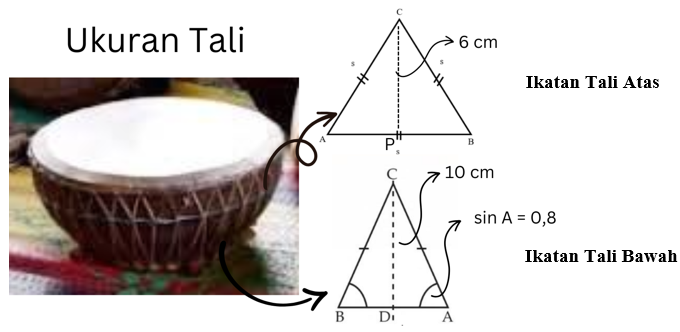 Ukuran Tali
C
6 cm
s
s
Ikatan Tali Atas
A
P
s
B
C
10 cm
sin A = 0,8
Ikatan Tali Bawah
B
D
A